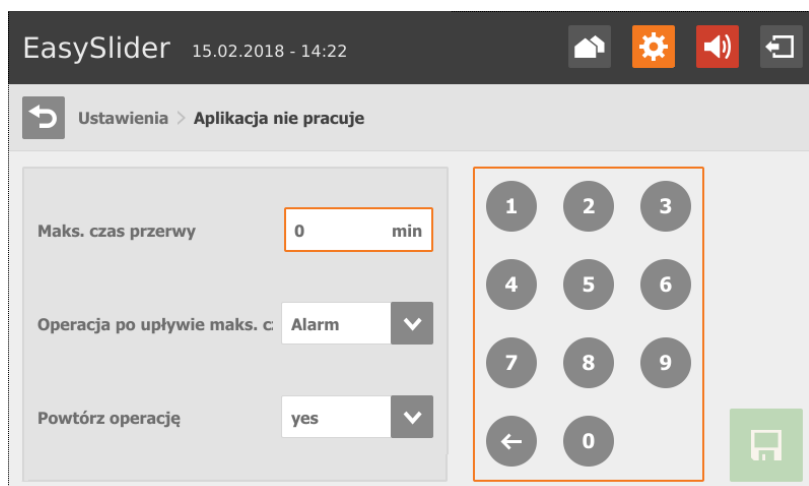 EasySlider 15.02.2018 - 14:22
Ustawienia > Aplikacja nie pracuje
Maks. czas przerwy 0 min
Operacja po upływie maks. c: Alarm
Powtórz operację yes
1 2 3
4 5 6
7 8 9
← 0